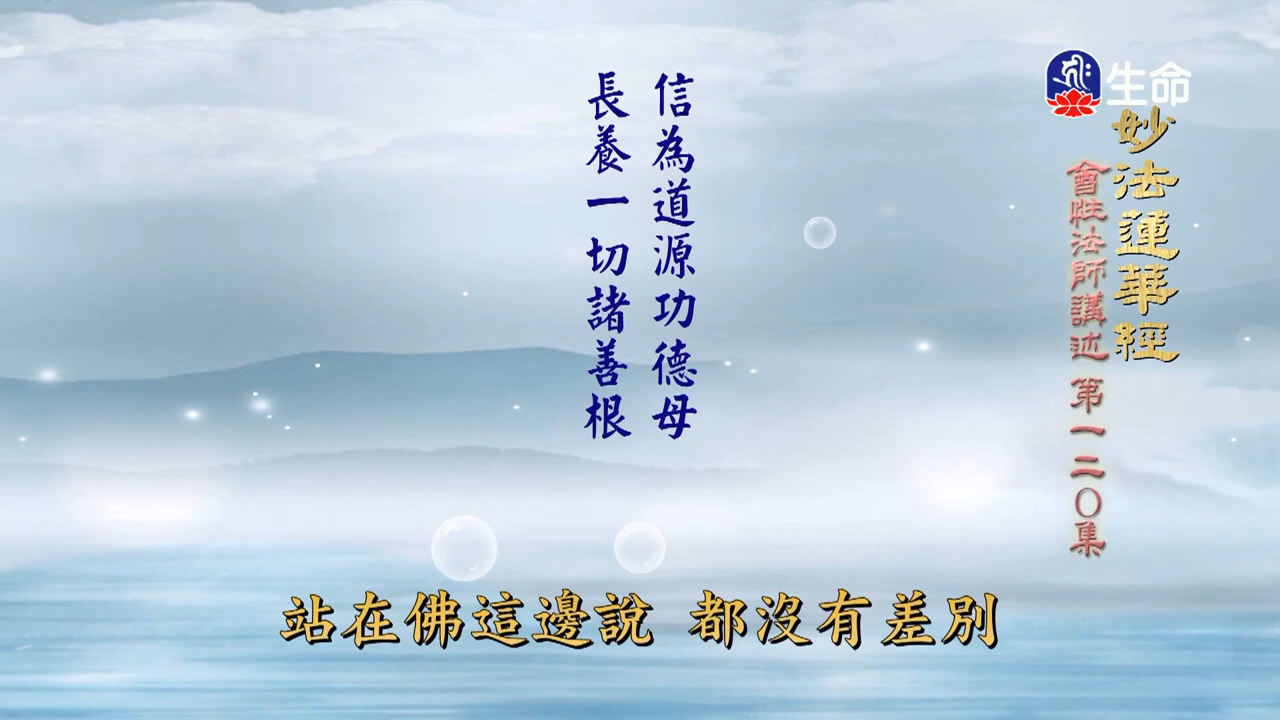 生命
妙法蓮華經
會性法師講述 第一二〇集
信為道源功德母
長養一切諸善根
站在佛這邊說 都沒有差別